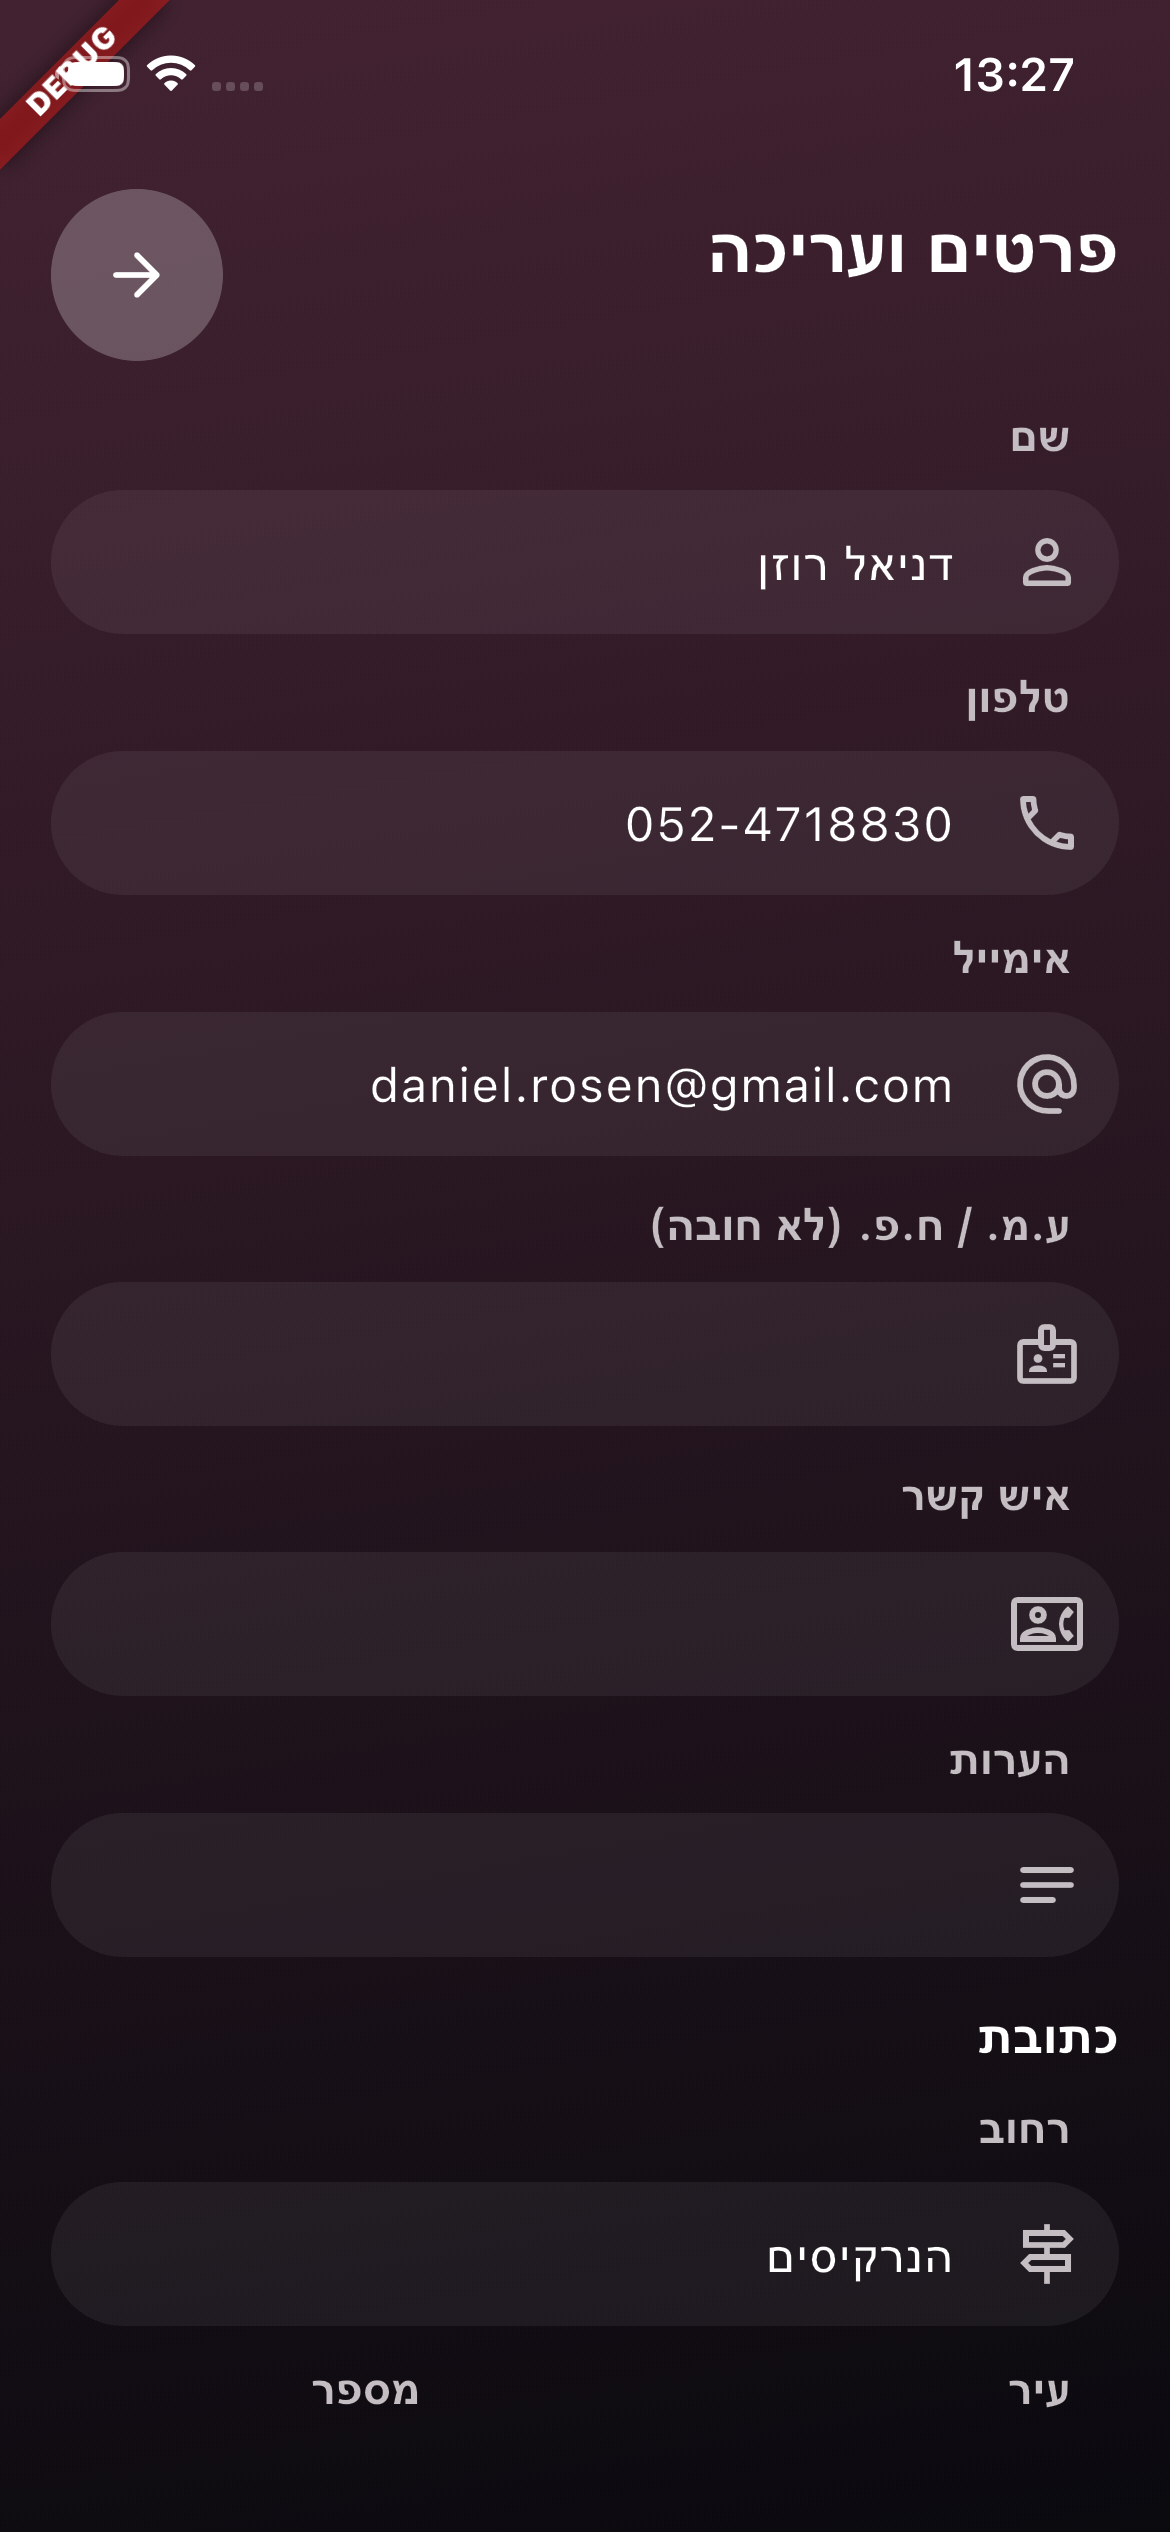 13:27
DEBUG
פרטים ועריכה
שם
דניאל רוזן
טלפון
052-4718830
אימייל
daniel.rosen@gmail.com
ע.מ. / ח.פ. (לא חובה)
איש קשר
הערות
כתובת
רחוב
הנרקיסים
עיר מספר